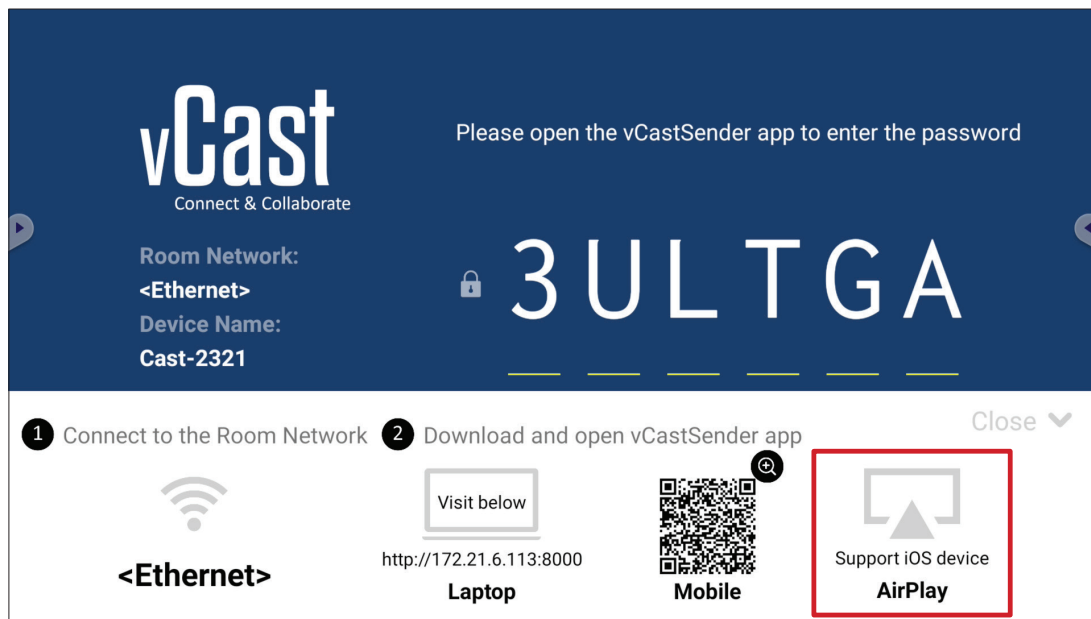 vCast
Connect & Collaborate
Please open the vCastSender app to enter the password
Room Network:
<Ethernet>
Device Name:
Cast-2321
3ULTGA
Close
1 Connect to the Room Network
2 Download and open vCastSender app
<Ethernet>
Visit below
http://172.21.6.113:8000
Laptop
Mobile
Support iOS device
AirPlay